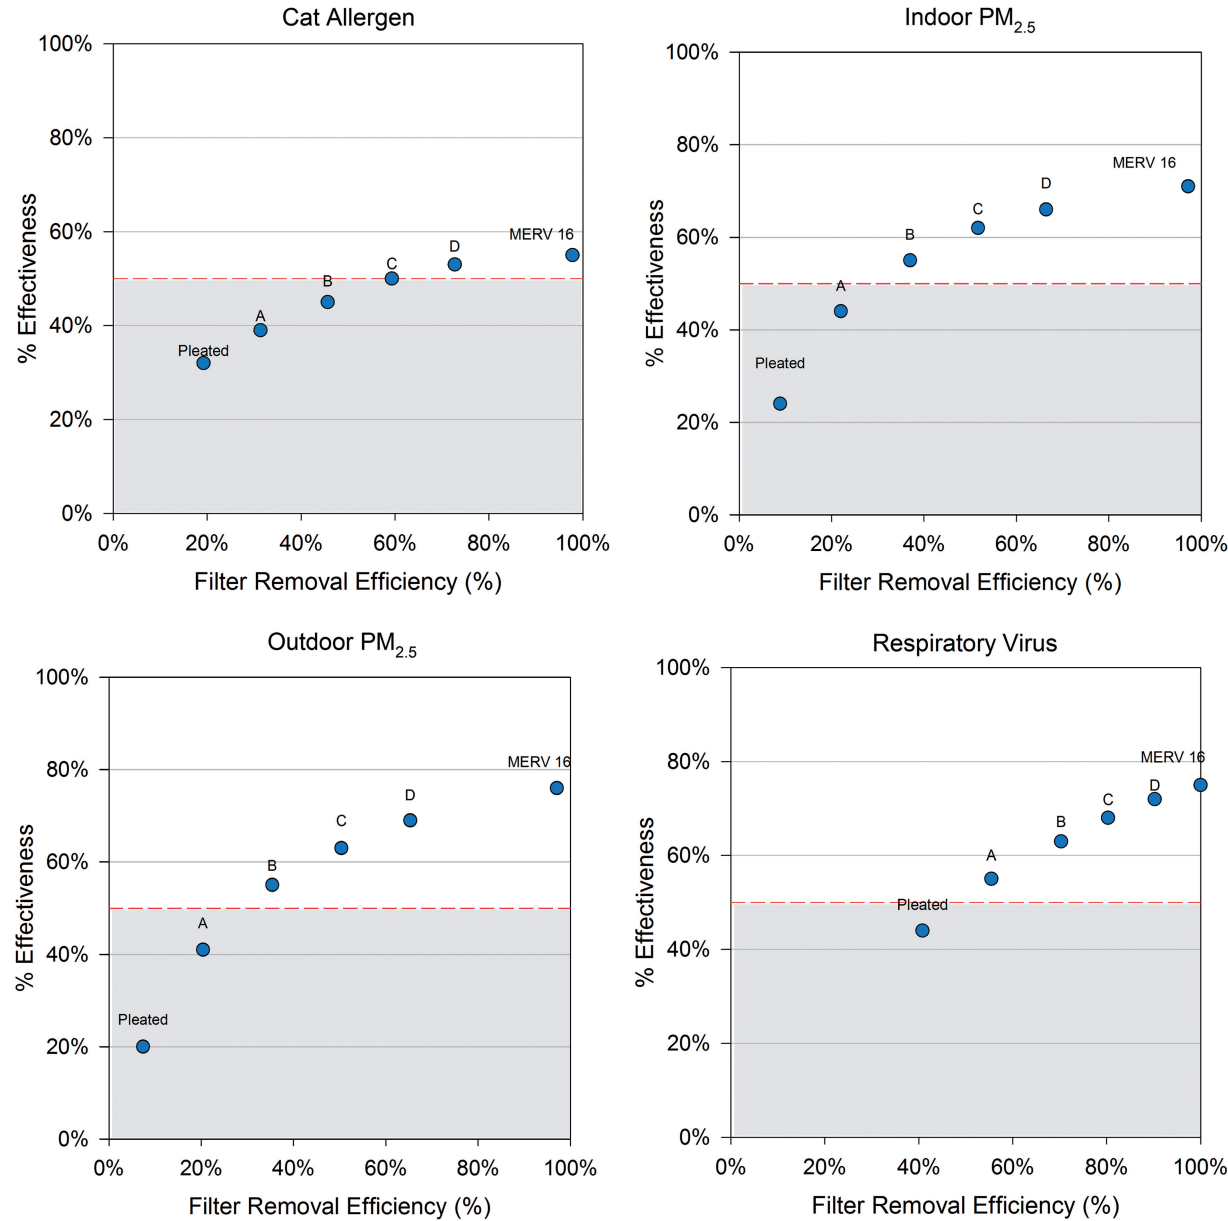 Cat Allergen
100%
80%
60%
40%
20%
0%
% Effectiveness
Pleated
A
B
C
D
MERV 16
0% 20% 40% 60% 80% 100%
Filter Removal Efficiency (%)
Indoor PM2.5
100%
80%
60%
40%
20%
0%
% Effectiveness
Pleated
A
B
C
D
MERV 16
0% 20% 40% 60% 80% 100%
Filter Removal Efficiency (%)
Outdoor PM2.5
100%
80%
60%
40%
20%
0%
% Effectiveness
Pleated
A
B
C
D
MERV 16
0% 20% 40% 60% 80% 100%
Filter Removal Efficiency (%)
Respiratory Virus
100%
80%
60%
40%
20%
0%
% Effectiveness
Pleated
A
B
C
D
MERV 16
0% 20% 40% 60% 80% 100%
Filter Removal Efficiency (%)